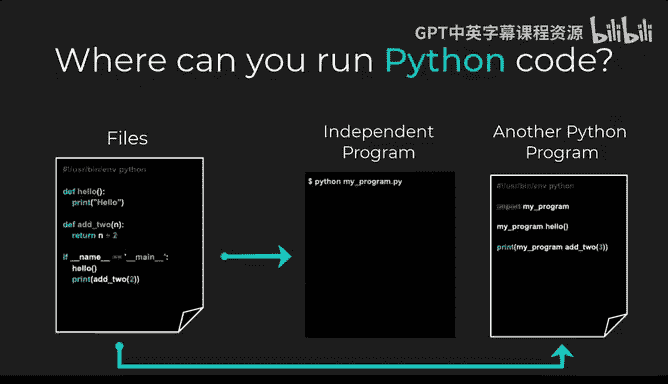 GPT中英字幕课程资源 bilibili
Where can you run Python code?
Files
#!/usr/bin/env python
def hello():
print("Hello")
def add_two(n):
return n + 2
if __name__ == '__main__':
hello()
print(add_two(2))
Independent
Program
$ python my_program.py
Another Python
Program
#!/usr/bin/env python
import my_program
my_program hello()
print(my_program add_two(3))